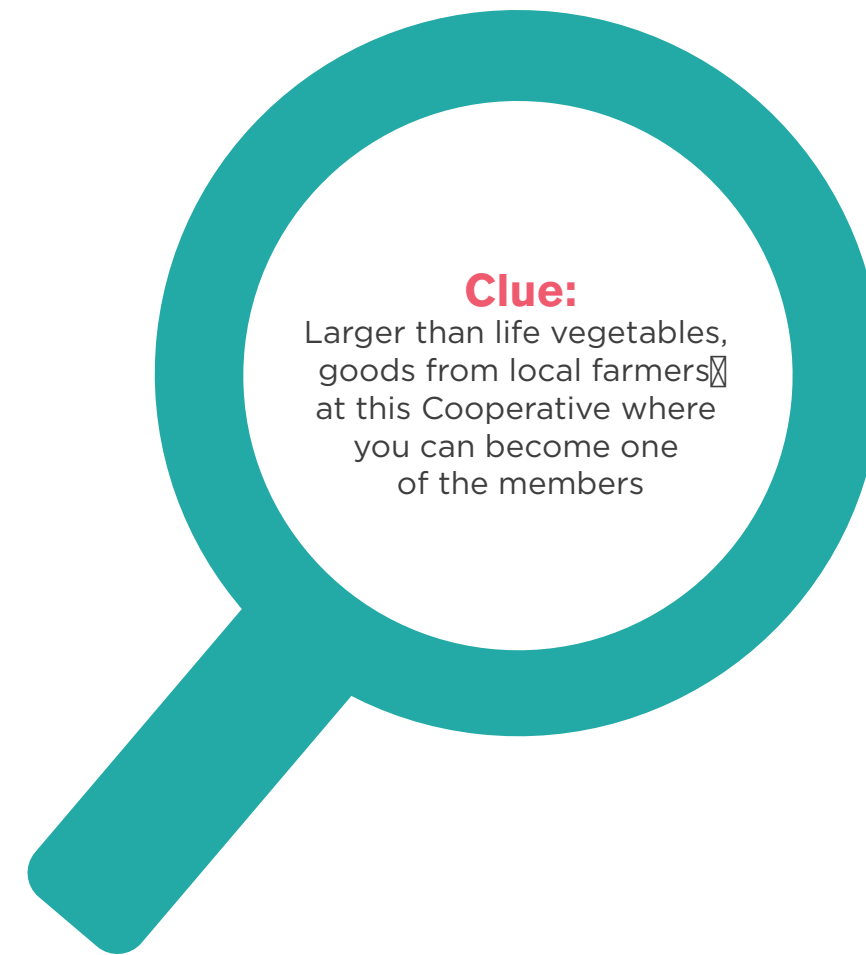 Clue:
Larger than life vegetables,
goods from local farmers
at this Cooperative where
you can become one
of the members